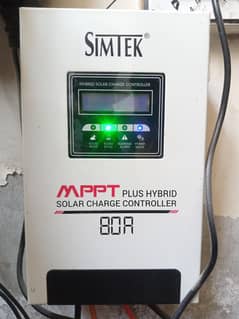 SIMTEK®
HYBRID SOLAR CHARGE CONTROLLER
MPPT PLUS HYBRID
SOLAR CHARGE CONTROLLER
80A